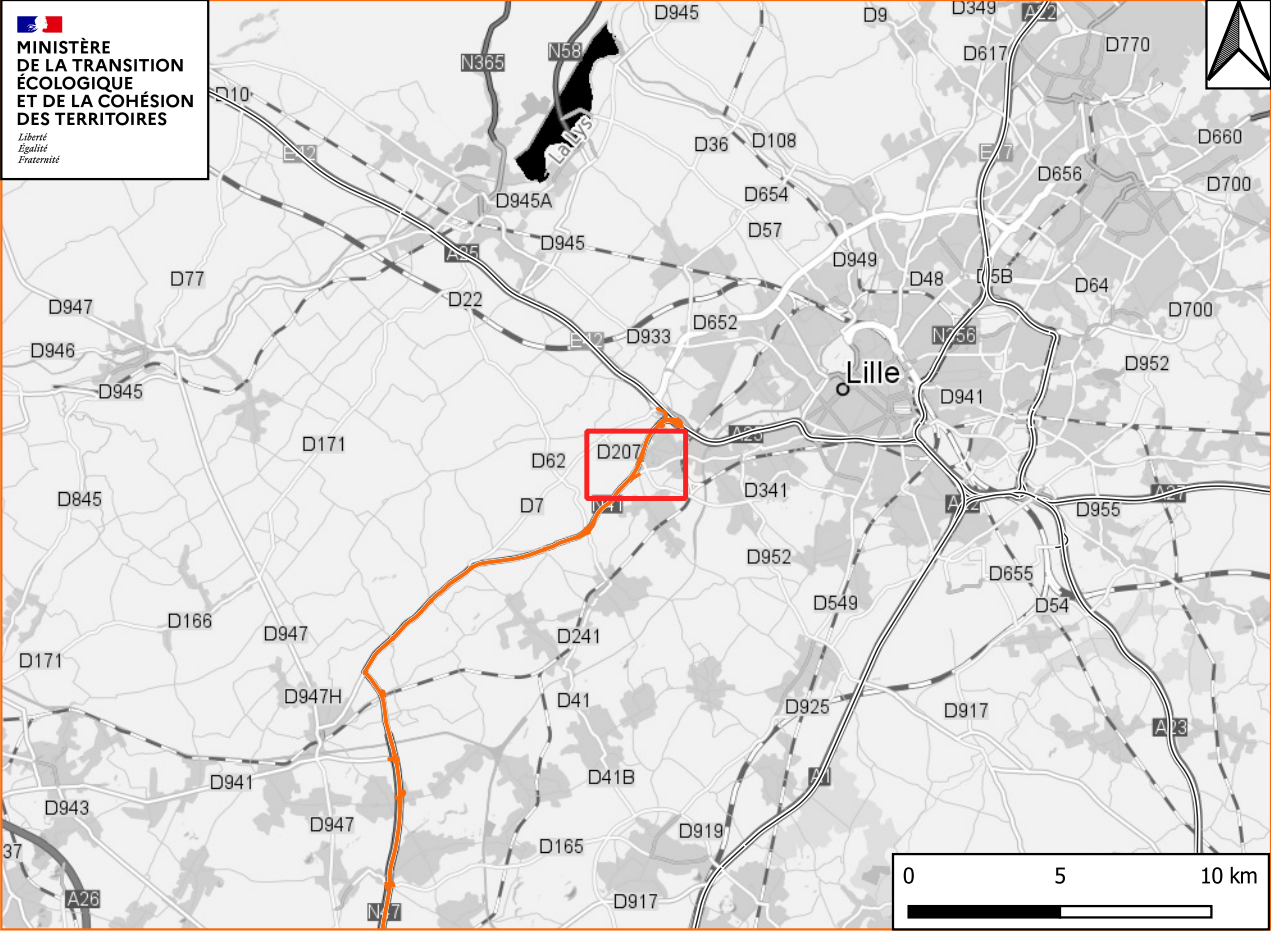 MINISTÈRE
DE LA TRANSITION
ÉCOLOGIQUE
ET DE LA COHÉSION
DES TERRITOIRES
Liberté
Égalité
Fraternité
D945
D9
D349
A22
N58
N365
D617
D770
D10
La Lys
E42
D36
D108
E17
D660
D656
D700
D654
D945A
D57
D945
A25
D949
D77
D48
D5B
D64
D22
D947
D652
D700
E42
D933
N356
D946
D952
Lille
D945
D941
D171
A25
D207
D62
D341
A27
D845
D7
N41
A22
D955
D952
D655
D549
D54
D166
D947
D241
D171
D947H
D41
D925
D917
A23
D941
D41B
A1
D943
D947
D919
D165
37
0 5 10 km
A26
D917
N47